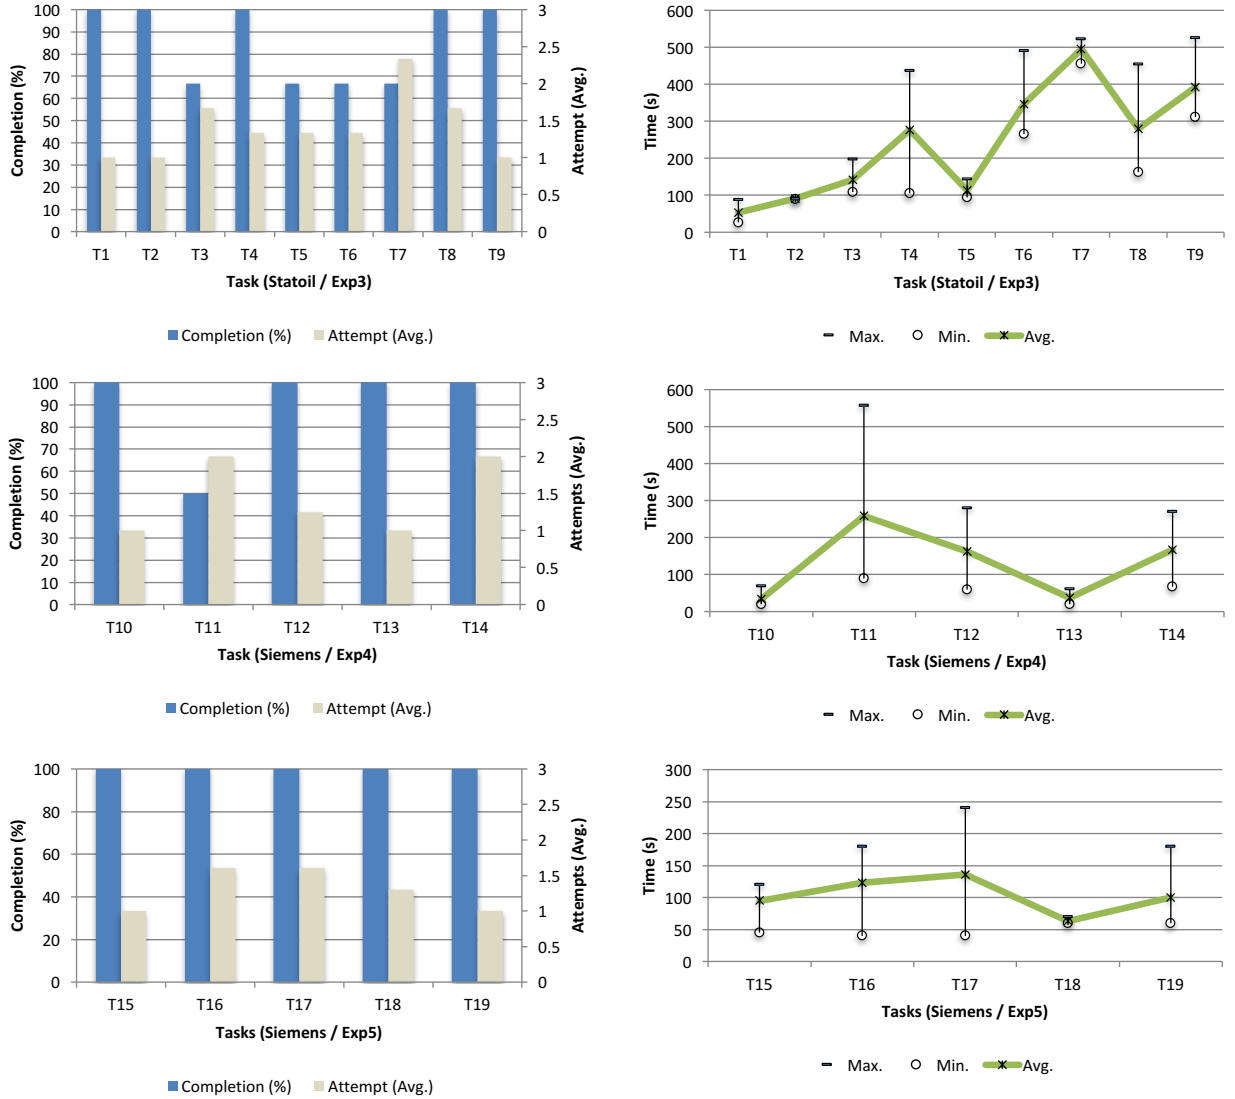 100
90
80
70
60
50
40
30
20
10
0
Completion (%)
3
2.5
2
1.5
1
0.5
0
Attempt (Avg.)
T1 T2 T3 T4 T5 T6 T7 T8 T9
Task (Statoil / Exp3)
Completion (%) Attempt (Avg.)
600
500
400
300
200
100
0
Time (s)
T1 T2 T3 T4 T5 T6 T7 T8 T9
Task (Statoil / Exp3)
Max. Min. Avg.
100
90
80
70
60
50
40
30
20
10
0
Completion (%)
3
2.5
2
1.5
1
0.5
0
Attempts (Avg.)
T10 T11 T12 T13 T14
Task (Siemens / Exp4)
Completion (%) Attempt (Avg.)
600
500
400
300
200
100
0
Time (s)
T10 T11 T12 T13 T14
Task (Siemens / Exp4)
Max. Min. Avg.
100
80
60
40
20
0
Completion (%)
3
2.5
2
1.5
1
0.5
0
Attempts (Avg.)
T15 T16 T17 T18 T19
Tasks (Siemens / Exp5)
Completion (%) Attempt (Avg.)
300
250
200
150
100
50
0
Time (s)
T15 T16 T17 T18 T19
Tasks (Siemens / Exp5)
Max. Min. Avg.